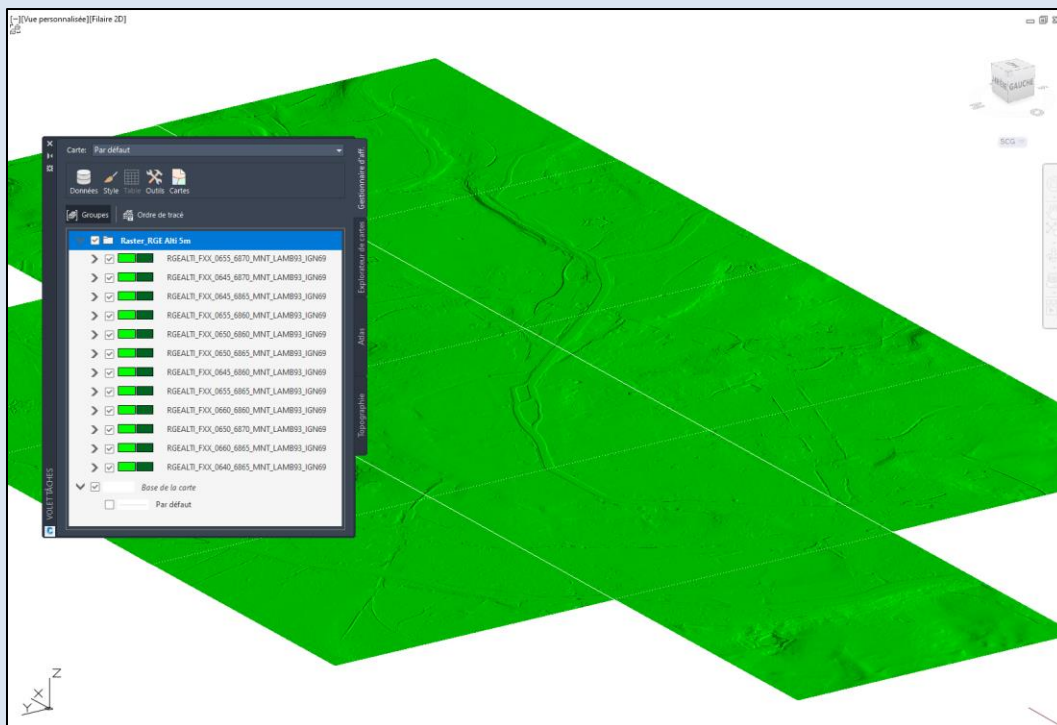 [−][Vue personnalisée][Filaire 2D]
GAUCHE
SCG
Carte: Par défaut
Données Style Table Outils Cartes
Groupes Ordre de tracé
Raster_RGE Alti 5m
RGEALTI_FXX_0655_6870_MNT_LAMB93_IGN69
RGEALTI_FXX_0645_6870_MNT_LAMB93_IGN69
RGEALTI_FXX_0645_6865_MNT_LAMB93_IGN69
RGEALTI_FXX_0655_6860_MNT_LAMB93_IGN69
RGEALTI_FXX_0650_6860_MNT_LAMB93_IGN69
RGEALTI_FXX_0650_6865_MNT_LAMB93_IGN69
RGEALTI_FXX_0645_6860_MNT_LAMB93_IGN69
RGEALTI_FXX_0655_6865_MNT_LAMB93_IGN69
RGEALTI_FXX_0660_6860_MNT_LAMB93_IGN69
RGEALTI_FXX_0650_6870_MNT_LAMB93_IGN69
RGEALTI_FXX_0660_6865_MNT_LAMB93_IGN69
RGEALTI_FXX_0640_6865_MNT_LAMB93_IGN69
Base de la carte
Par défaut
Gestionnaire d'aff.
Explorateur de cartes
Atlas
Topographie
VOLET TÂCHES
C
Z
X
Y